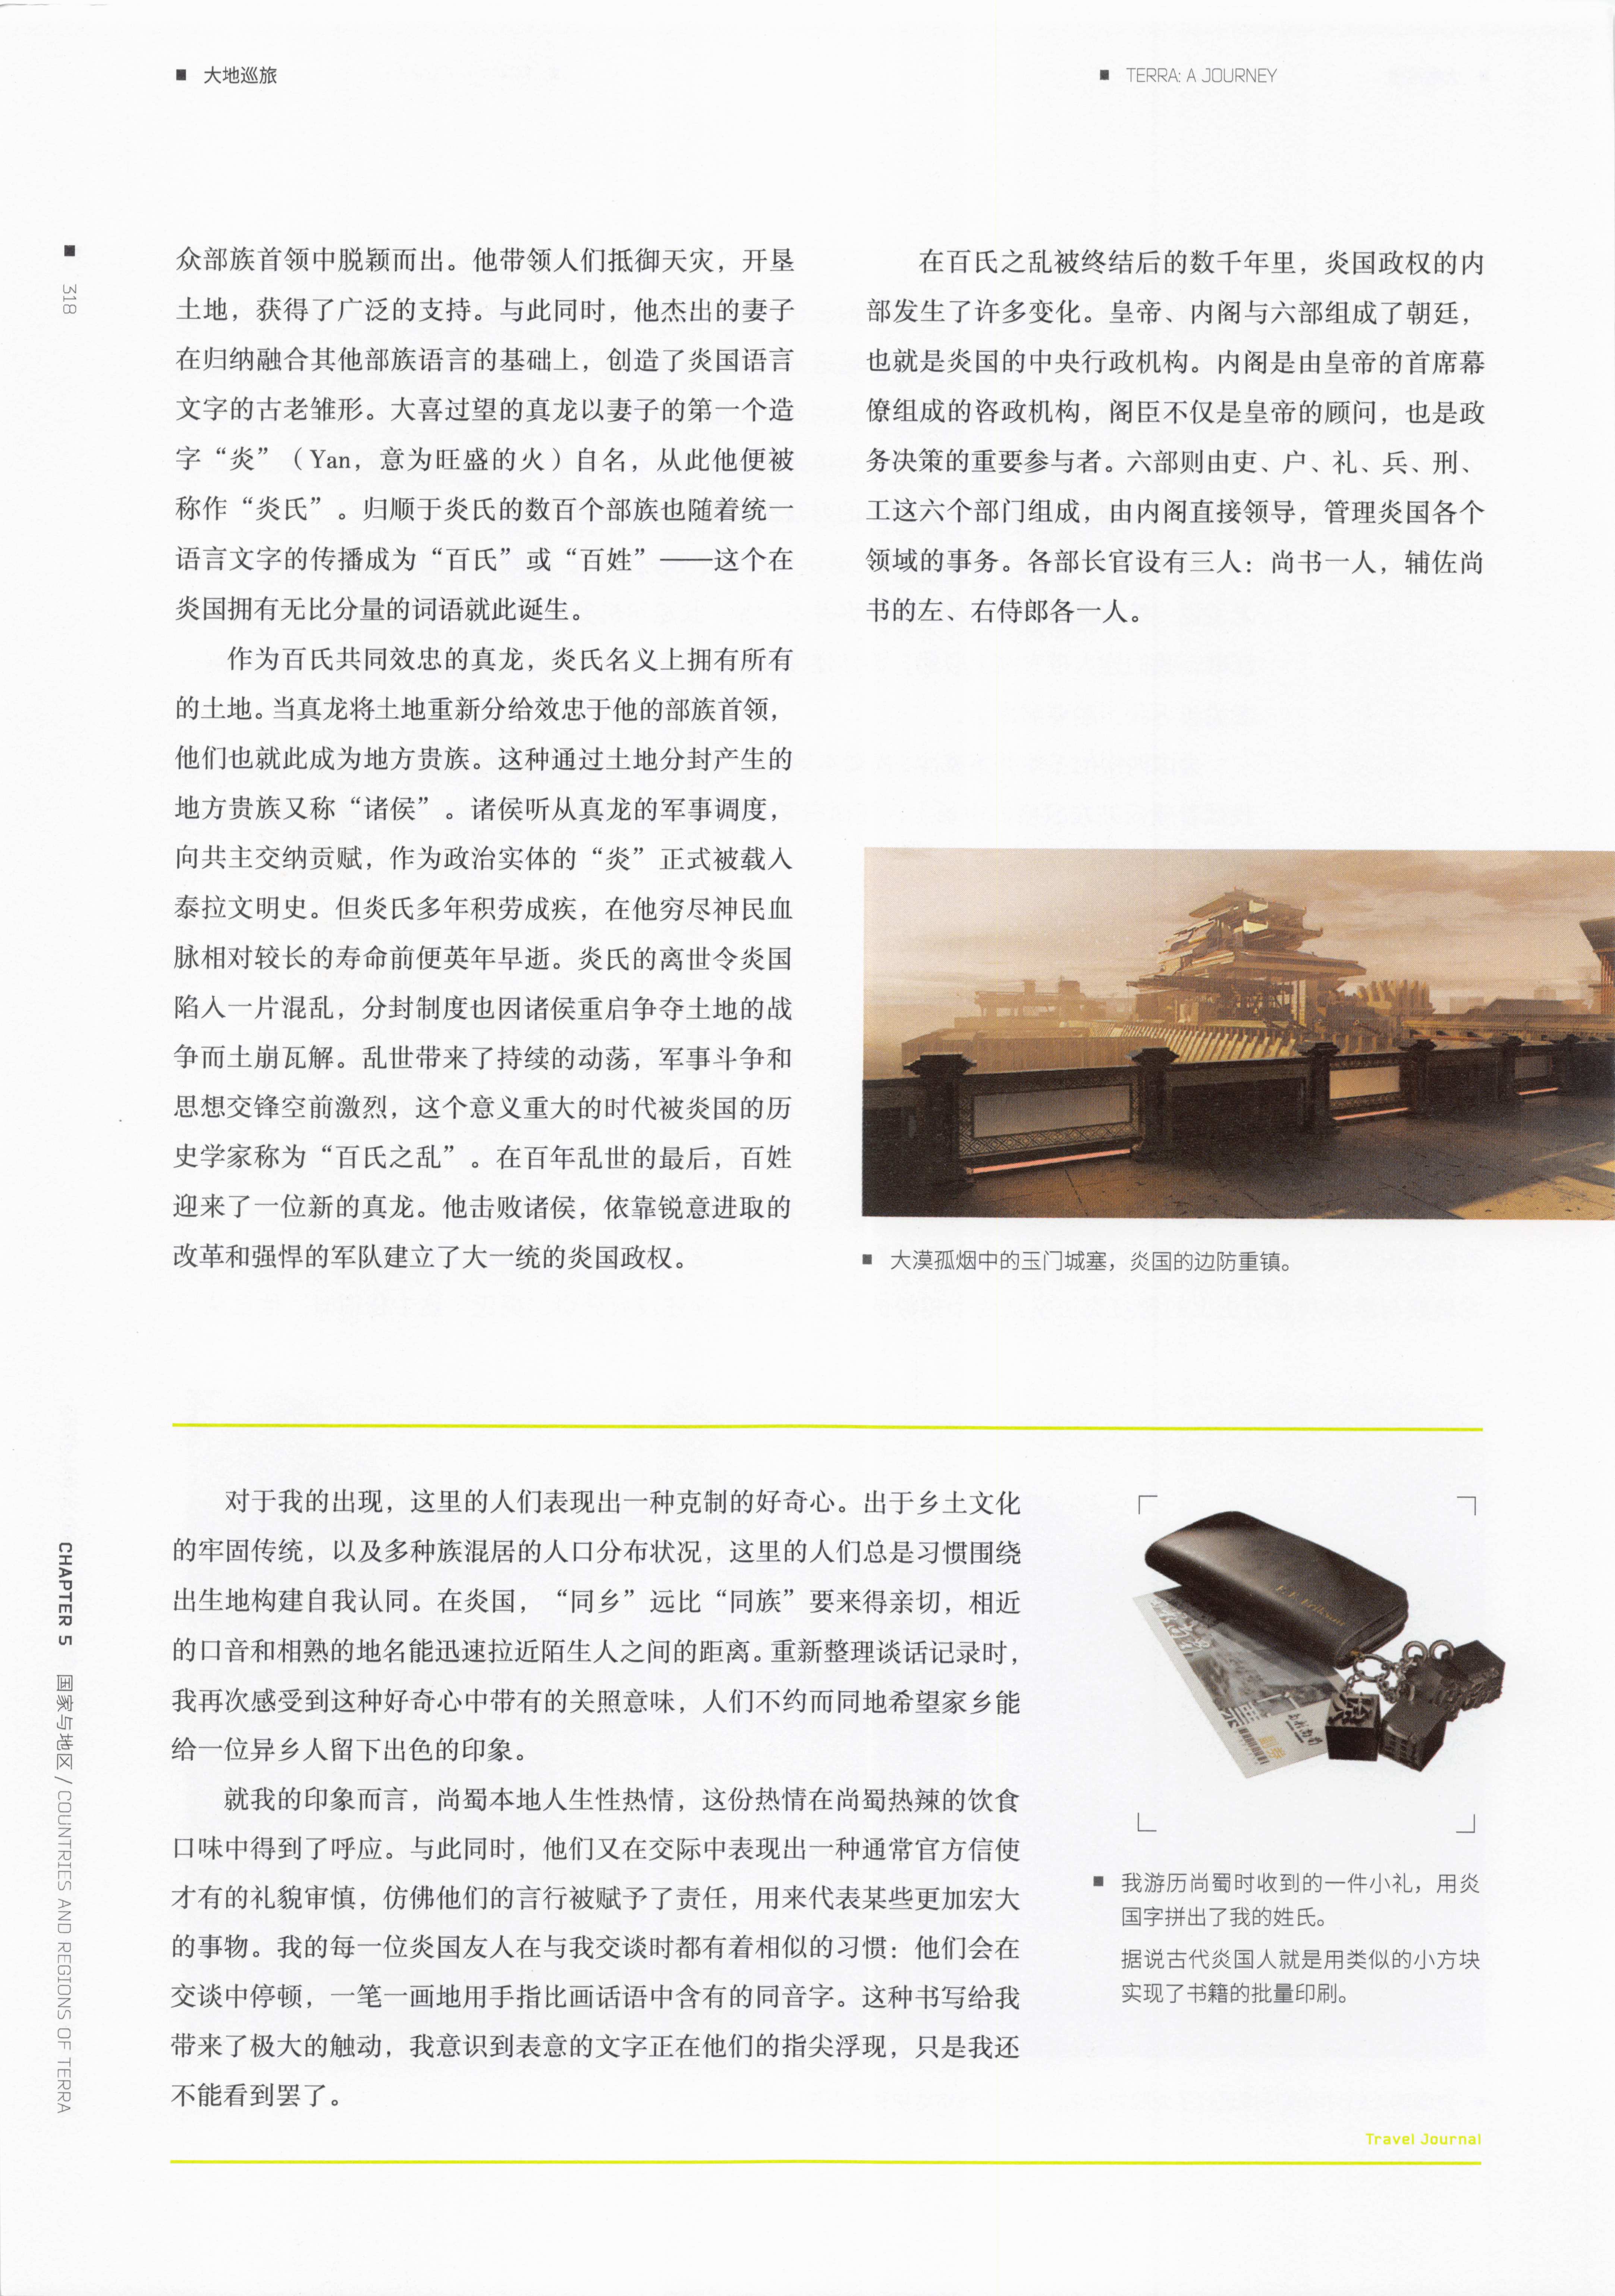 大地巡旅
TERRA: A JOURNEY
318
众部族首领中脱颖而出。他带领人们抵御天灾，开垦
土地，获得了广泛的支持。与此同时，他杰出的妻子
在归纳融合其他部族语言的基础上，创造了炎国语言
文字的古老雏形。大喜过望的真龙以妻子的第一个造
字“炎”（Yan，意为旺盛的火）自名，从此他便被
称作“炎氏”。归顺于炎氏的数百个部族也随着统一
语言文字的传播成为“百氏”或“百姓”——这个在
炎国拥有无比分量的词语就此诞生。
作为百氏共同效忠的真龙，炎氏名义上拥有所有
的土地。当真龙将土地重新分给效忠于他的部族首领，
他们也就此成为地方贵族。这种通过土地分封产生的
地方贵族又称“诸侯”。诸侯听从真龙的军事调度，
向共主交纳贡赋，作为政治实体的“炎”正式被载入
泰拉文明史。但炎氏多年积劳成疾，在他穷尽神民血
脉相对较长的寿命前便英年早逝。炎氏的离世令炎国
陷入一片混乱，分封制度也因诸侯重启争夺土地的战
争而土崩瓦解。乱世带来了持续的动荡，军事斗争和
思想交锋空前激烈，这个意义重大的时代被炎国的历
史学家称为“百氏之乱”。在百年乱世的最后，百姓
迎来了一位新的真龙。他击败诸侯，依靠锐意进取的
改革和强悍的军队建立了大一统的炎国政权。
在百氏之乱被终结后的数千年里，炎国政权的内
部发生了许多变化。皇帝、内阁与六部组成了朝廷，
也就是炎国的中央行政机构。内阁是由皇帝的首席幕
僚组成的咨政机构，阁臣不仅是皇帝的顾问，也是政
务决策的重要参与者。六部则由吏、户、礼、兵、刑、
工这六个部门组成，由内阁直接领导，管理炎国各个
领域的事务。各部长官设有三人：尚书一人，辅佐尚
书的左、右侍郎各一人。
大漠孤烟中的玉门城塞，炎国的边防重镇。
对于我的出现，这里的人们表现出一种克制的好奇心。出于乡土文化
的牢固传统，以及多种族混居的人口分布状况，这里的人们总是习惯围绕
出生地构建自我认同。在炎国，“同乡”远比“同族”要来得亲切，相近
的口音和相熟的地名能迅速拉近陌生人之间的距离。重新整理谈话记录时，
我再次感受到这种好奇心中带有的关照意味，人们不约而同地希望家乡能
给一位异乡人留下出色的印象。
就我的印象而言，尚蜀本地人生性热情，这份热情在尚蜀热辣的饮食
口味中得到了呼应。与此同时，他们又在交际中表现出一种通常官方信使
才有的礼貌审慎，仿佛他们的言行被赋予了责任，用来代表某些更加宏大
的事物。我的每一位炎国友人在与我交谈时都有着相似的习惯：他们会在
交谈中停顿，一笔一画地用手指比画话语中含有的同音字。这种书写给我
带来了极大的触动，我意识到表意的文字正在他们的指尖浮现，只是我还
不能看到罢了。
我游历尚蜀时收到的一件小礼，用炎
国字拼出了我的姓氏。
据说古代炎国人就是用类似的小方块
实现了书籍的批量印刷。
Travel Journal
CHAPTER 5 国家与地区 / COUNTRIES AND REGIONS OF TERRA